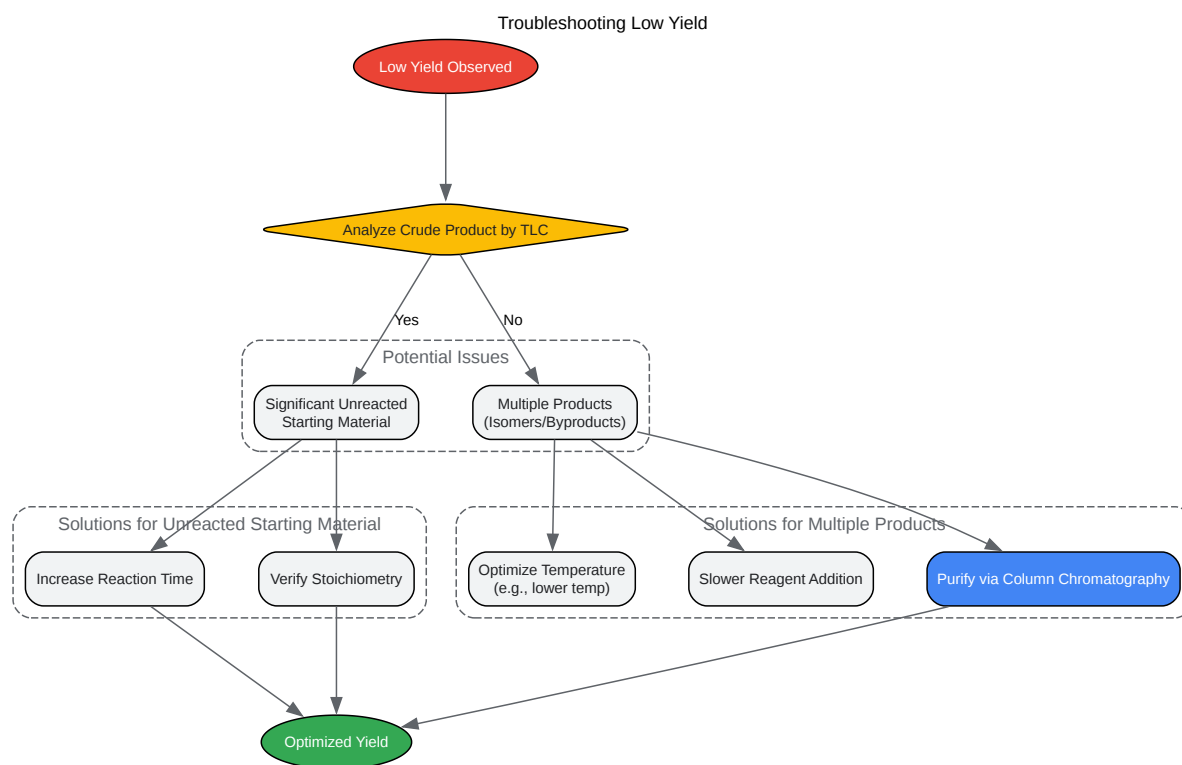 Troubleshooting Low Yield
Low Yield Observed
Analyze Crude Product by TLC
Yes
No
Potential Issues
Significant Unreacted
Starting Material
Multiple Products
(Isomers/Byproducts)
Solutions for Unreacted Starting Material
Solutions for Multiple Products
Increase Reaction Time
Verify Stoichiometry
Optimize Temperature
(e.g., lower temp)
Slower Reagent Addition
Purify via Column Chromatography
Optimized Yield